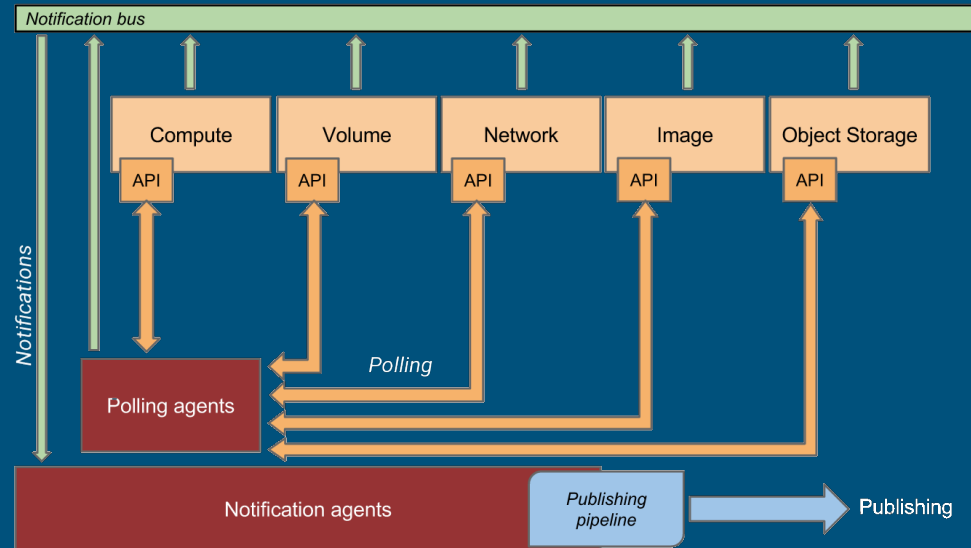 Notification bus
Compute
Volume
Network
Image
Object Storage
API
API
API
API
API
Notifications
Polling
Polling agents
Notification agents
Publishing
pipeline
Publishing